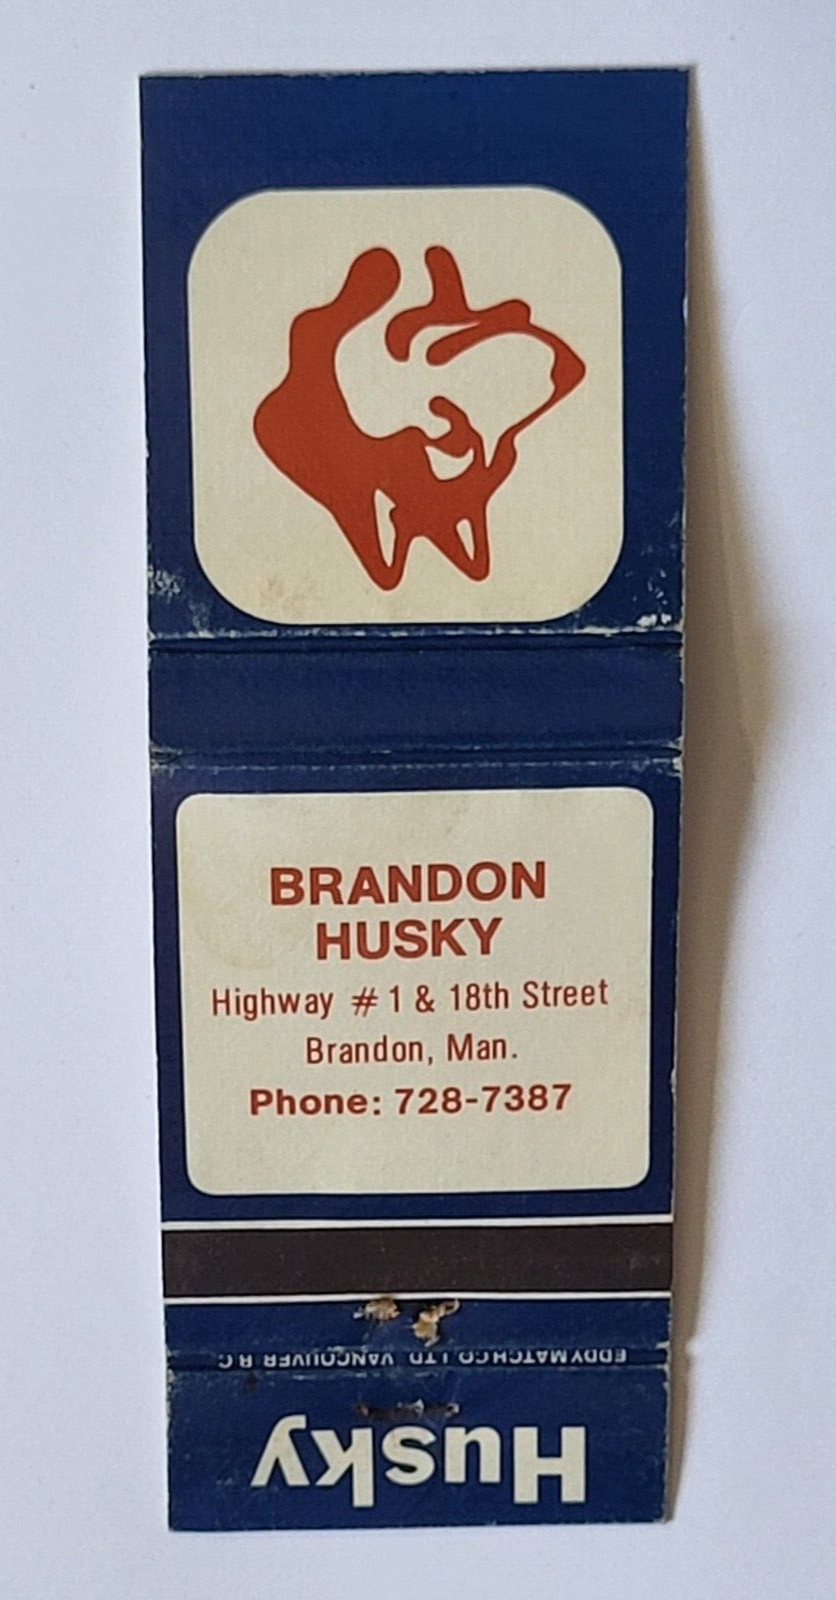 BRANDON
HUSKY
Highway # 1 & 18th Street
Brandon, Man.
Phone: 728-7387
EDDY MATCH CO. LTD. VANCOUVER B.C.
Husky